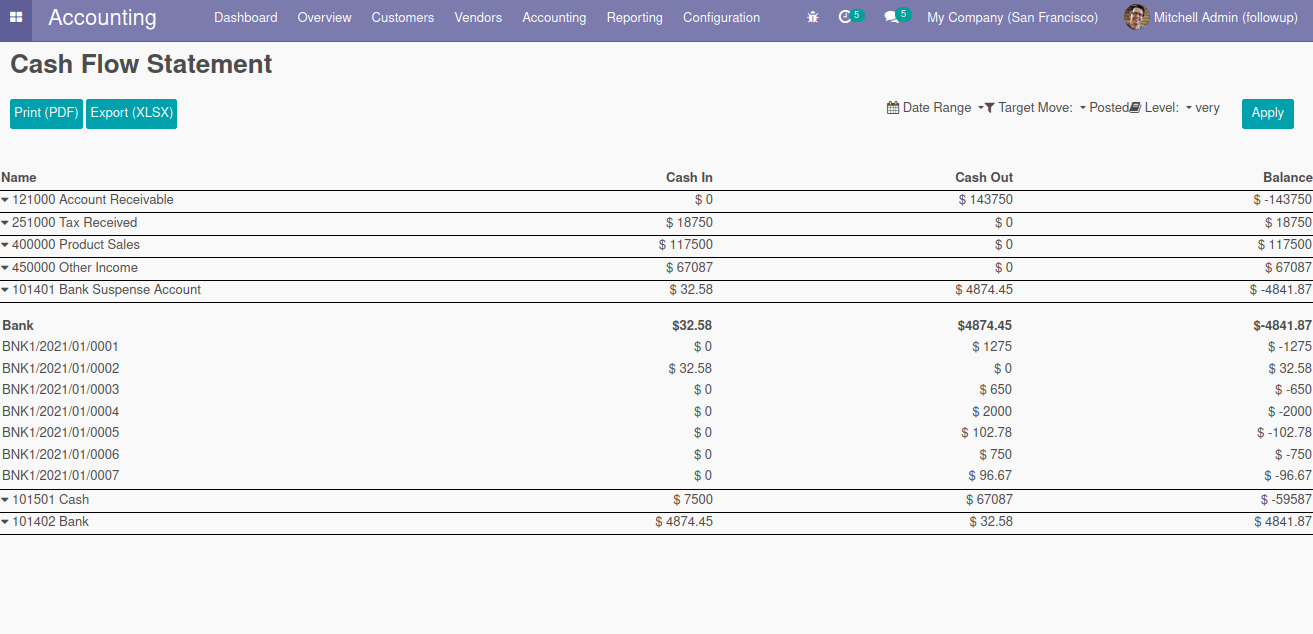 Accounting Dashboard Overview Customers Vendors Accounting Reporting Configuration 5 5 My Company (San Francisco) Mitchell Admin (followup)
Cash Flow Statement
Print (PDF) Export (XLSX) Date Range Target Move: Posted Level: very Apply
Name Cash In Cash Out Balance
121000 Account Receivable $ 0 $ 143750 $ -143750
251000 Tax Received $ 18750 $ 0 $ 18750
400000 Product Sales $ 117500 $ 0 $ 117500
450000 Other Income $ 67087 $ 0 $ 67087
101401 Bank Suspense Account $ 32.58 $ 4874.45 $ -4841.87
Bank $32.58 $4874.45 $-4841.87
BNK1/2021/01/0001 $ 0 $ 1275 $ -1275
BNK1/2021/01/0002 $ 32.58 $ 0 $ 32.58
BNK1/2021/01/0003 $ 0 $ 650 $ -650
BNK1/2021/01/0004 $ 0 $ 2000 $ -2000
BNK1/2021/01/0005 $ 0 $ 102.78 $ -102.78
BNK1/2021/01/0006 $ 0 $ 750 $ -750
BNK1/2021/01/0007 $ 0 $ 96.67 $ -96.67
101501 Cash $ 7500 $ 67087 $ -59587
101402 Bank $ 4874.45 $ 32.58 $ 4841.87